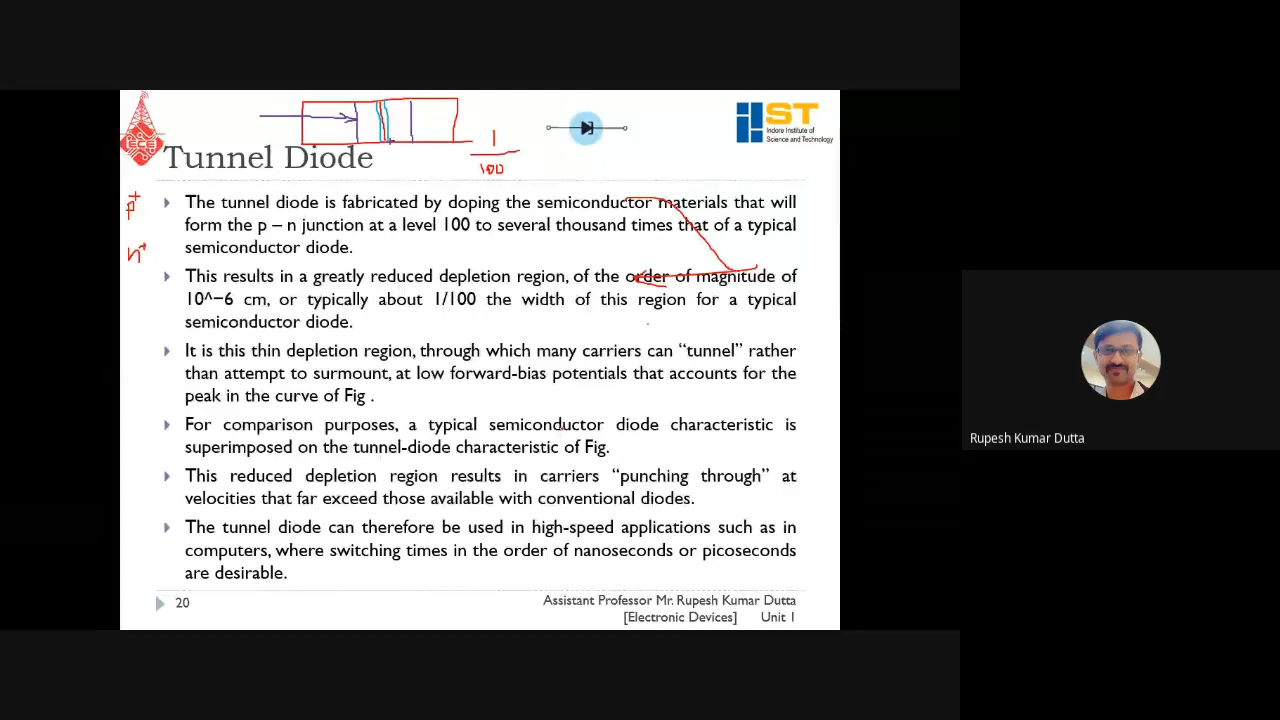 ST
Indore Institute of
Science and Technology
ECE
Tunnel Diode
1
100
p+
n+
The tunnel diode is fabricated by doping the semiconductor materials that will
form the p – n junction at a level 100 to several thousand times that of a typical
semiconductor diode.
This results in a greatly reduced depletion region, of the order of magnitude of
10^−6 cm, or typically about 1/100 the width of this region for a typical
semiconductor diode.
It is this thin depletion region, through which many carriers can “tunnel” rather
than attempt to surmount, at low forward-bias potentials that accounts for the
peak in the curve of Fig .
For comparison purposes, a typical semiconductor diode characteristic is
superimposed on the tunnel-diode characteristic of Fig.
This reduced depletion region results in carriers “punching through” at
velocities that far exceed those available with conventional diodes.
The tunnel diode can therefore be used in high-speed applications such as in
computers, where switching times in the order of nanoseconds or picoseconds
are desirable.
20
Assistant Professor Mr. Rupesh Kumar Dutta
[Electronic Devices] Unit 1
Rupesh Kumar Dutta